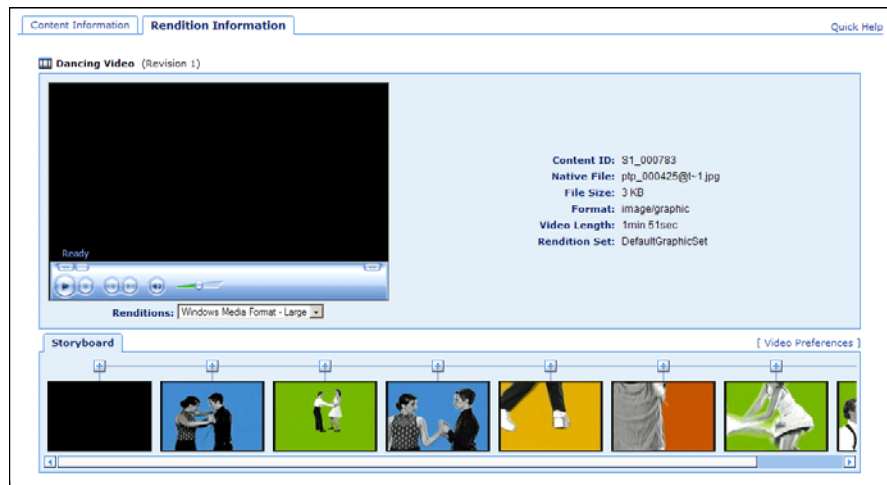 Content Information
Rendition Information
Quick Help
Dancing Video (Revision 1)
Content ID: S1_000783
Native File: ptp_000425@t~1.jpg
File Size: 3 KB
Format: image/graphic
Video Length: 1min 51sec
Rendition Set: DefaultGraphicSet
Ready
Renditions: Windows Media Format - Large
Storyboard
[ Video Preferences ]